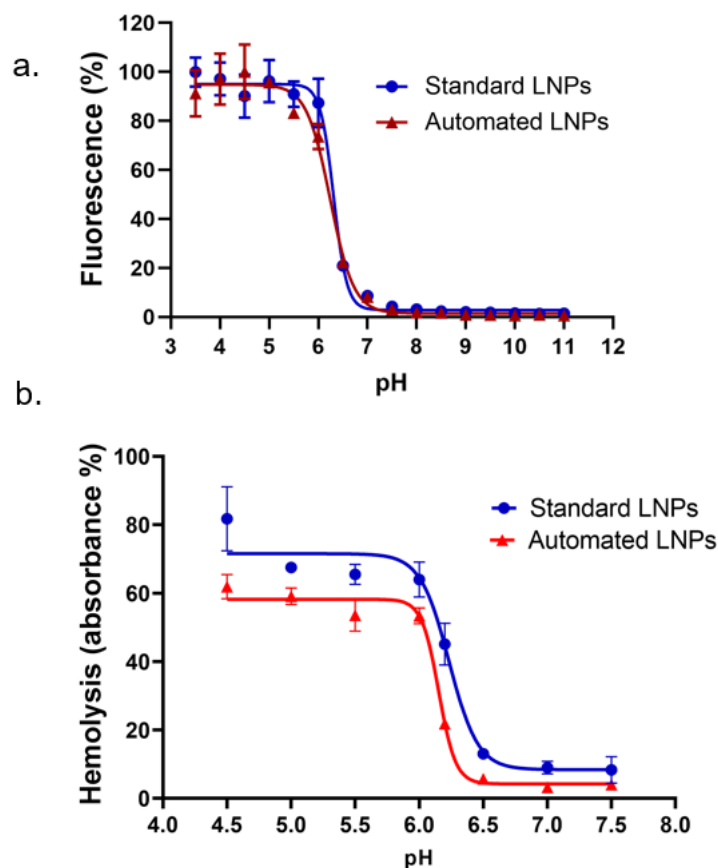 a.
Fluorescence (%)
120
100
80
60
40
20
0
Standard LNPs
Automated LNPs
3 4 5 6 7 8 9 10 11 12
pH
b.
Hemolysis (absorbance %)
100
80
60
40
20
0
Standard LNPs
Automated LNPs
4.0 4.5 5.0 5.5 6.0 6.5 7.0 7.5 8.0
pH